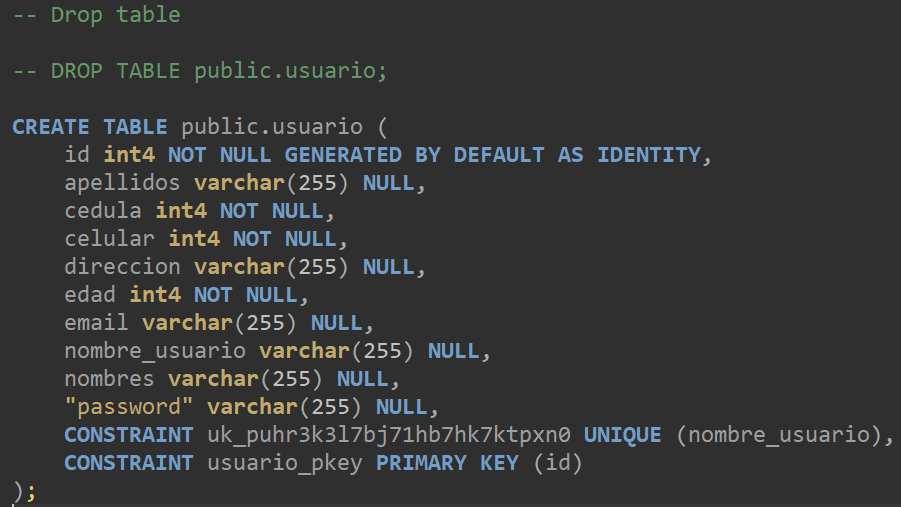 -- Drop table
-- DROP TABLE public.usuario;
CREATE TABLE public.usuario (
id int4 NOT NULL GENERATED BY DEFAULT AS IDENTITY,
apellidos varchar(255) NULL,
cedula int4 NOT NULL,
celular int4 NOT NULL,
direccion varchar(255) NULL,
edad int4 NOT NULL,
email varchar(255) NULL,
nombre_usuario varchar(255) NULL,
nombres varchar(255) NULL,
"password" varchar(255) NULL,
CONSTRAINT uk_puhr3k3l7bj71hb7hk7ktpxn0 UNIQUE (nombre_usuario),
CONSTRAINT usuario_pkey PRIMARY KEY (id)
);